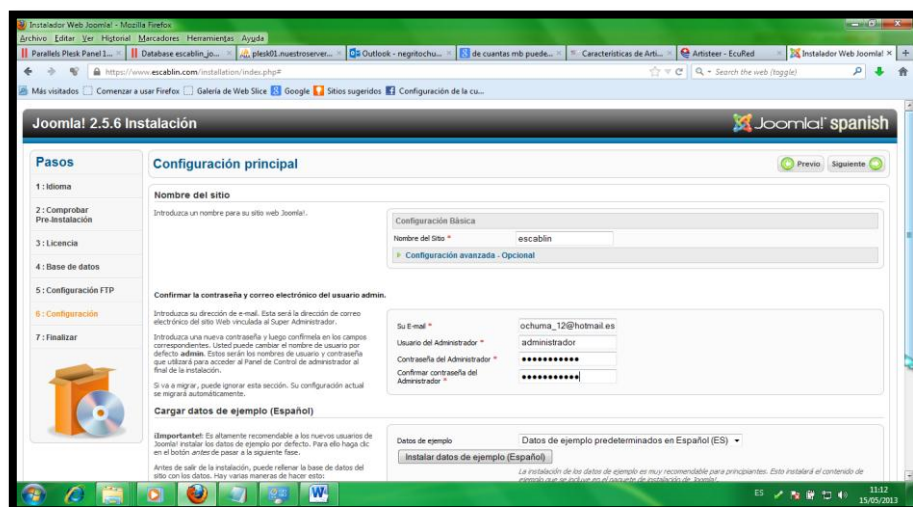 Instalador Web Joomla! - Mozilla Firefox
Archivo Editar Ver Historial Marcadores Herramientas Ayuda
Parallels Plesk Panel 1... Database escablin_jo... plesk01.nuestroserver... Outlook - negritochu... de cuantas mb puede... Características de Arti... Artisteer - EcuRed Instalador Web Joomla!
https://www.escablin.com/installation/index.php#
Search the web (toggle)
Más visitados Comenzar a usar Firefox Galería de Web Slice Google Sitios sugeridos Configuración de la cu...
Joomla! 2.5.6 Instalación
Joomla! spanish
Pasos
1 : Idioma
2 : Comprobar
Pre-Instalación
3 : Licencia
4 : Base de datos
5 : Configuración FTP
6 : Configuración
7 : Finalizar
Configuración principal
Previo Siguiente
Nombre del sitio
Introduzca un nombre para su sitio web Joomla!.
Configuración Básica
Nombre del Sitio * escablin
Configuración avanzada - Opcional
Confirmar la contraseña y correo electrónico del usuario admin.
Introduzca su dirección de e-mail. Esta será la dirección de correo
electrónico del sitio Web vinculada al Super Administrador.
Introduzca una nueva contraseña y luego confírmela en los campos
correspondientes. Usted puede cambiar el nombre de usuario por
defecto admin. Estos serán los nombres de usuario y contraseña
que utilizará para acceder al Panel de Control de administrador al
final de la instalación.
Si va a migrar, puede ignorar esta sección. Su configuración actual
se migrará automáticamente.
Su E-mail * ochuma_12@hotmail.es
Usuario del Administrador * administrador
Contraseña del Administrador * •••••••••••
Confirmar contraseña del
Administrador * •••••••••••
Cargar datos de ejemplo (Español)
¡Importante!: Es altamente recomendable a los nuevos usuarios de
Joomla! instalar los datos de ejemplo por defecto. Para ello haga clic
en el botón antes de pasar a la siguiente fase.
Antes de salir de la instalación, puede rellenar la base de datos del
sitio con los datos. Hay varias maneras de hacer esto:
Datos de ejemplo Datos de ejemplo predeterminados en Español (ES)
Instalar datos de ejemplo (Español)
La instalación de los datos de ejemplo es muy recomendable para principiantes. Esto instalará el contenido de
ejemplo que se incluye en el paquete de instalación de Joomla!.
ES
11:12
15/05/2013